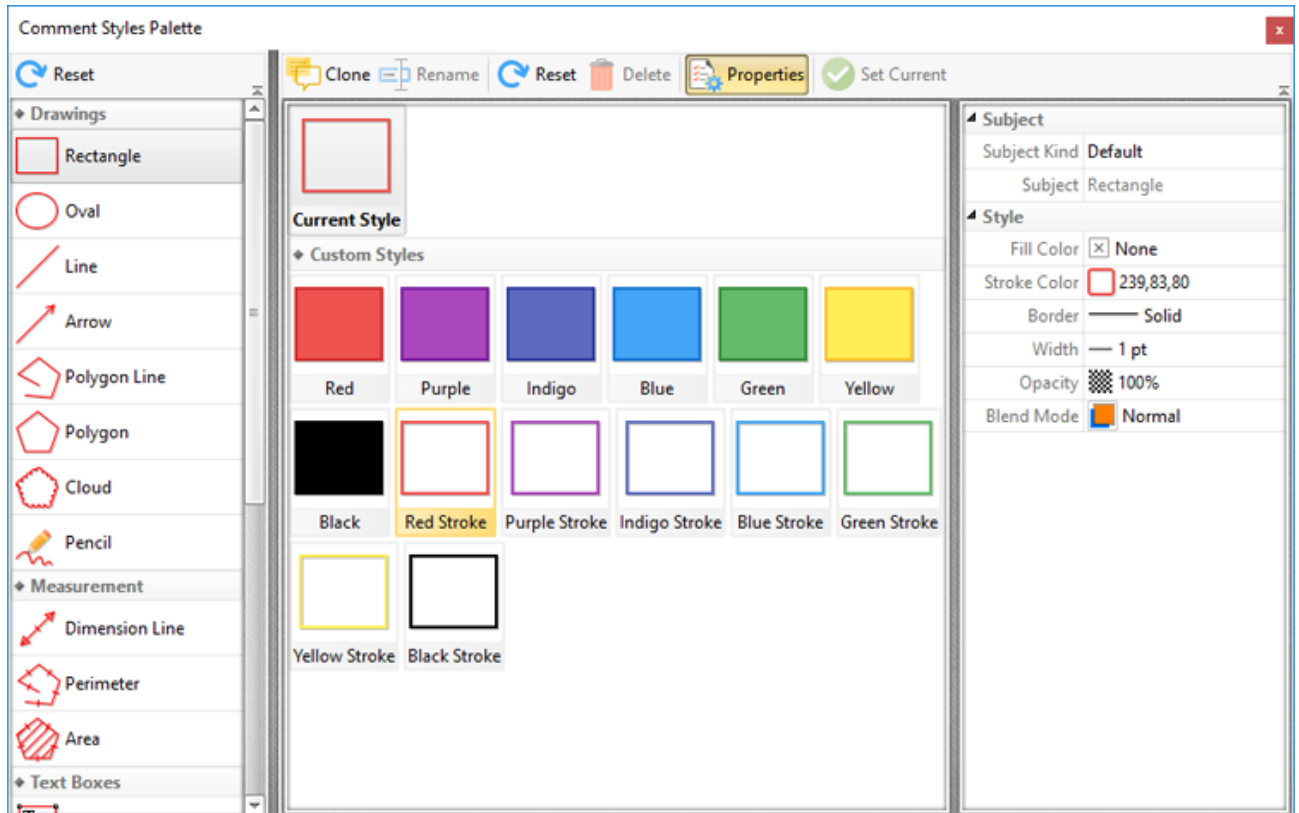 Comment Styles Palette
x
Reset
Clone Rename Reset Delete Properties Set Current
Drawings
Rectangle
Oval
Line
Arrow
Polygon Line
Polygon
Cloud
Pencil
Measurement
Dimension Line
Perimeter
Area
Text Boxes
Current Style
Custom Styles
Red Purple Indigo Blue Green Yellow
Black Red Stroke Purple Stroke Indigo Stroke Blue Stroke Green Stroke
Yellow Stroke Black Stroke
Subject
Subject Kind Default
Subject Rectangle
Style
Fill Color None
Stroke Color 239,83,80
Border Solid
Width 1 pt
Opacity 100%
Blend Mode Normal